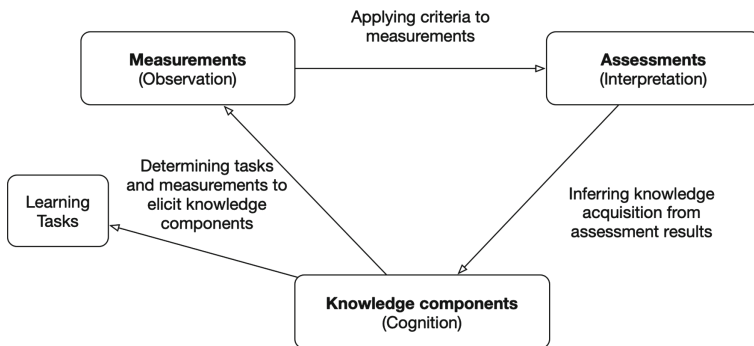 Applying criteria to
measurements
Measurements
(Observation)
Assessments
(Interpretation)
Determining tasks
and measurements to
elicit knowledge
components
Learning
Tasks
Inferring knowledge
acquisition from
assessment results
Knowledge components
(Cognition)